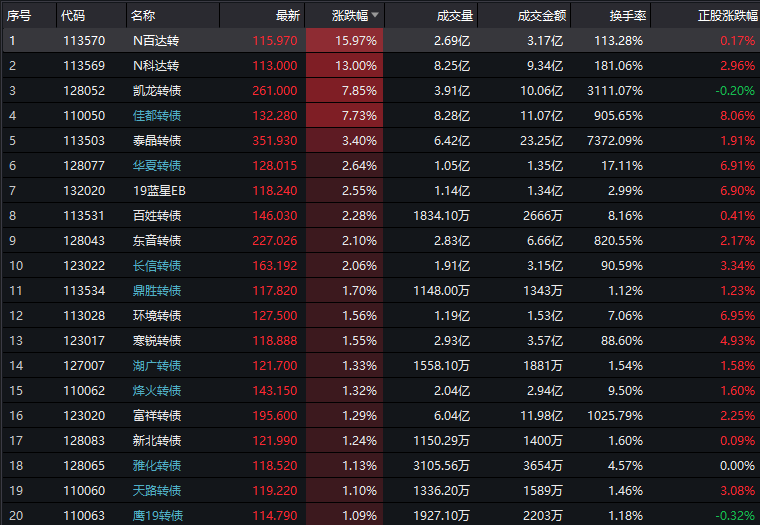 序号 代码 名称 最新 涨跌幅 成交量 成交金额 换手率 正股涨跌幅
1 113570 N百达转 115.970 15.97% 2.69亿 3.17亿 113.28% 0.17%
2 113569 N科达转 113.000 13.00% 8.25亿 9.34亿 181.06% 2.96%
3 128052 凯龙转债 261.000 7.85% 3.91亿 10.06亿 3111.07% -0.20%
4 110050 佳都转债 132.280 7.73% 8.28亿 11.07亿 905.65% 8.06%
5 113503 泰晶转债 351.930 3.40% 6.42亿 23.25亿 7372.09% 1.91%
6 128077 华夏转债 128.015 2.64% 1.05亿 1.35亿 17.11% 6.91%
7 132020 19蓝星EB 118.240 2.55% 1.14亿 1.34亿 2.99% 6.90%
8 113531 百姓转债 146.030 2.28% 1834.10万 2666万 8.16% 0.41%
9 128043 东音转债 227.026 2.10% 2.83亿 6.66亿 820.55% 2.17%
10 123022 长信转债 163.192 2.06% 1.91亿 3.15亿 90.59% 3.34%
11 113534 鼎胜转债 117.820 1.70% 1148.00万 1343万 1.12% 1.23%
12 113028 环境转债 127.500 1.56% 1.19亿 1.53亿 7.06% 6.95%
13 123017 寒锐转债 118.888 1.55% 2.93亿 3.57亿 88.60% 4.93%
14 127007 湖广转债 121.700 1.33% 1558.10万 1881万 1.54% 1.58%
15 110062 烽火转债 143.150 1.32% 2.04亿 2.94亿 9.50% 1.60%
16 123020 富祥转债 195.600 1.29% 6.04亿 11.98亿 1025.79% 2.25%
17 128083 新北转债 121.990 1.24% 1150.29万 1400万 1.60% 0.09%
18 128065 雅化转债 118.520 1.13% 3105.56万 3654万 4.57% 0.00%
19 110060 天路转债 119.220 1.10% 1336.20万 1589万 1.46% 3.08%
20 110063 鹰19转债 114.790 1.09% 1927.10万 2203万 1.18% -0.32%